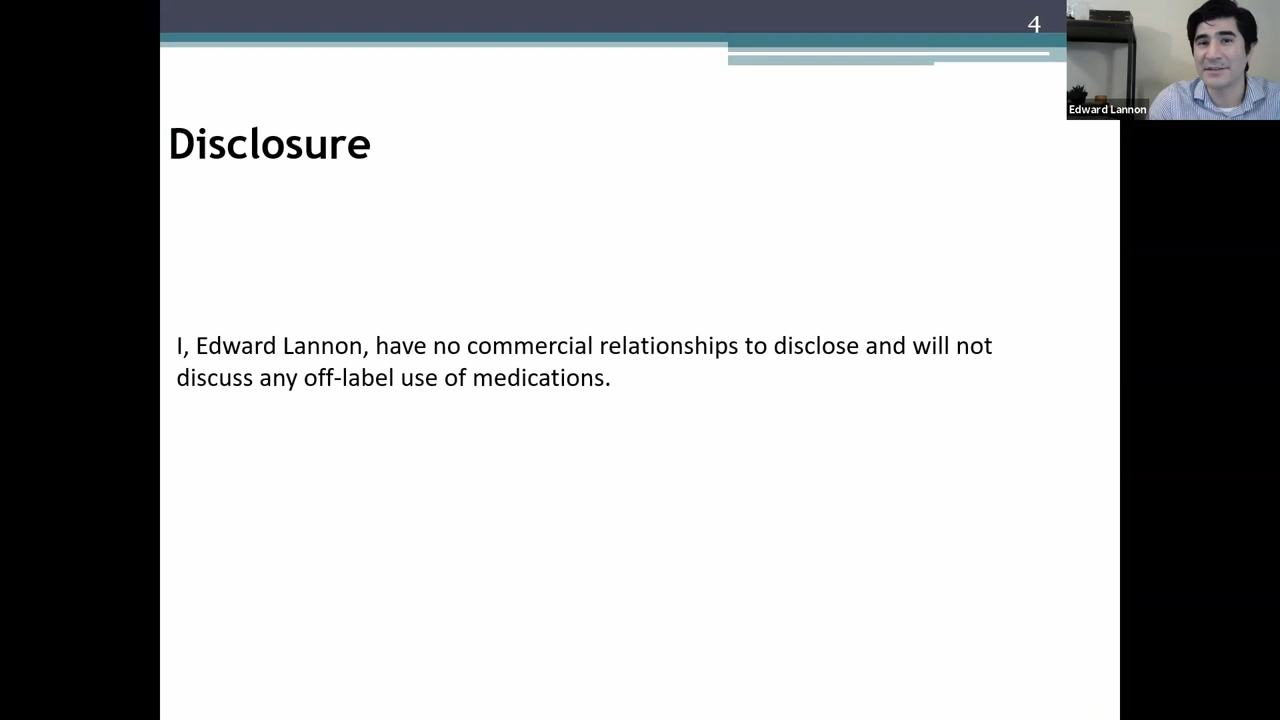 4
Edward Lannon
Disclosure
I, Edward Lannon, have no commercial relationships to disclose and will not
discuss any off-label use of medications.